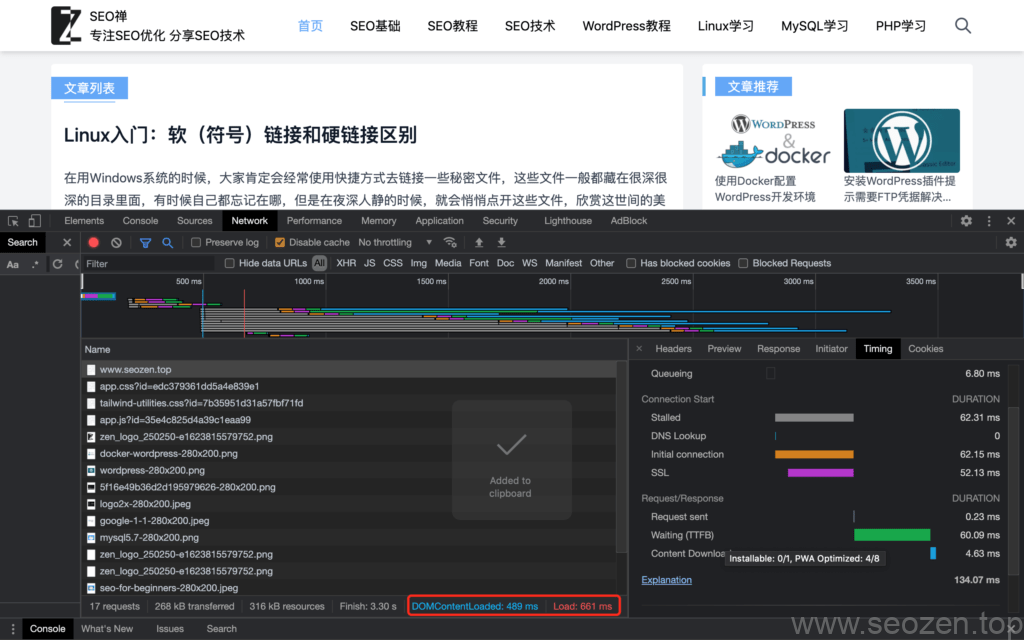 SEO禅
专注SEO优化 分享SEO技术
首页 SEO基础 SEO教程 SEO技术 WordPress教程 Linux学习 MySQL学习 PHP学习
文章列表
Linux入门：软（符号）链接和硬链接区别
在用Windows系统的时候，大家肯定会经常使用快捷方式去链接一些秘密文件，这些文件一般都藏在很深很
深的目录里面，有时候自己都忘记在哪，但是在夜深人静的时候，就会悄悄点开这些文件，欣赏这世间的美
文章推荐
WORDPRESS
&
docker
使用Docker配置
WordPress开发环境
安装WordPress插件提
示需要FTP凭据解决...
Elements Console Sources Network Performance Memory Application Security Lighthouse AdBlock
Search
Preserve log Disable cache No throttling
Aa .*
Filter Hide data URLs All XHR JS CSS Img Media Font Doc WS Manifest Other Has blocked cookies Blocked Requests
500 ms 1000 ms 1500 ms 2000 ms 2500 ms 3000 ms 3500 ms
Name
www.seozen.top
app.css?id=edc379361dd5a4e839e1
tailwind-utilities.css?id=7b35951d31a57fbf71fd
app.js?id=35e4c825d4a39c1eaa99
zen_logo_250250-e1623815579752.png
docker-wordpress-280x200.png
wordpress-280x200.png
5f16e49b36d2d195979626-280x200.png
logo2x-280x200.jpeg
google-1-1-280x200.jpeg
mysql5.7-280x200.png
zen_logo_250250-e1623815579752.png
zen_logo_250250-e1623815579752.png
seo-for-beginners-280x200.jpeg
Added to
clipboard
17 requests 268 kB transferred 316 kB resources Finish: 3.30 s DOMContentLoaded: 489 ms Load: 661 ms
Headers Preview Response Initiator Timing Cookies
Queueing 6.80 ms
Connection Start DURATION
Stalled 62.31 ms
DNS Lookup 0
Initial connection 62.15 ms
SSL 52.13 ms
Request/Response DURATION
Request sent 0.23 ms
Waiting (TTFB) 60.09 ms
Content Downloa 4.63 ms
Installable: 0/1, PWA Optimized: 4/8
Explanation 134.07 ms
Console What's New Issues Search
www.seozen.top